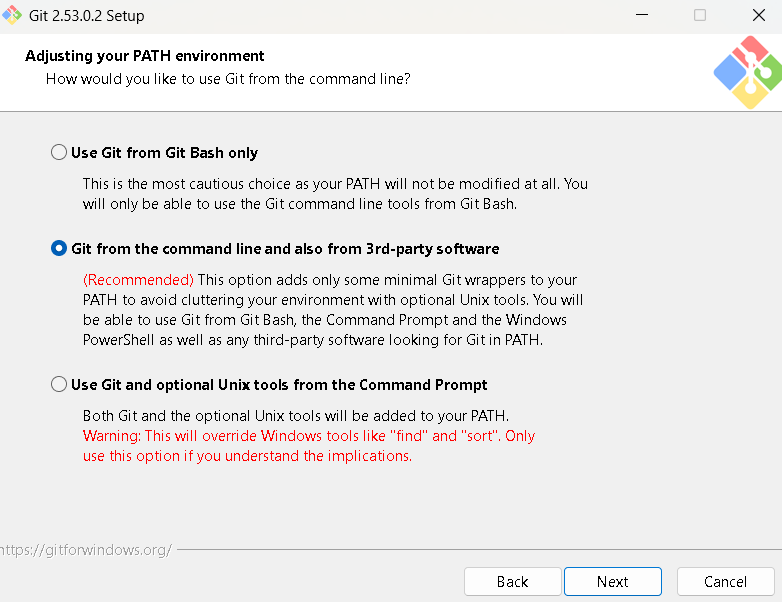 Git 2.53.0.2 Setup
Adjusting your PATH environment
How would you like to use Git from the command line?
Use Git from Git Bash only
This is the most cautious choice as your PATH will not be modified at all. You
will only be able to use the Git command line tools from Git Bash.
Git from the command line and also from 3rd-party software
(Recommended) This option adds only some minimal Git wrappers to your
PATH to avoid cluttering your environment with optional Unix tools. You will
be able to use Git from Git Bash, the Command Prompt and the Windows
PowerShell as well as any third-party software looking for Git in PATH.
Use Git and optional Unix tools from the Command Prompt
Both Git and the optional Unix tools will be added to your PATH.
Warning: This will override Windows tools like "find" and "sort". Only
use this option if you understand the implications.
https://gitforwindows.org/
Back Next Cancel